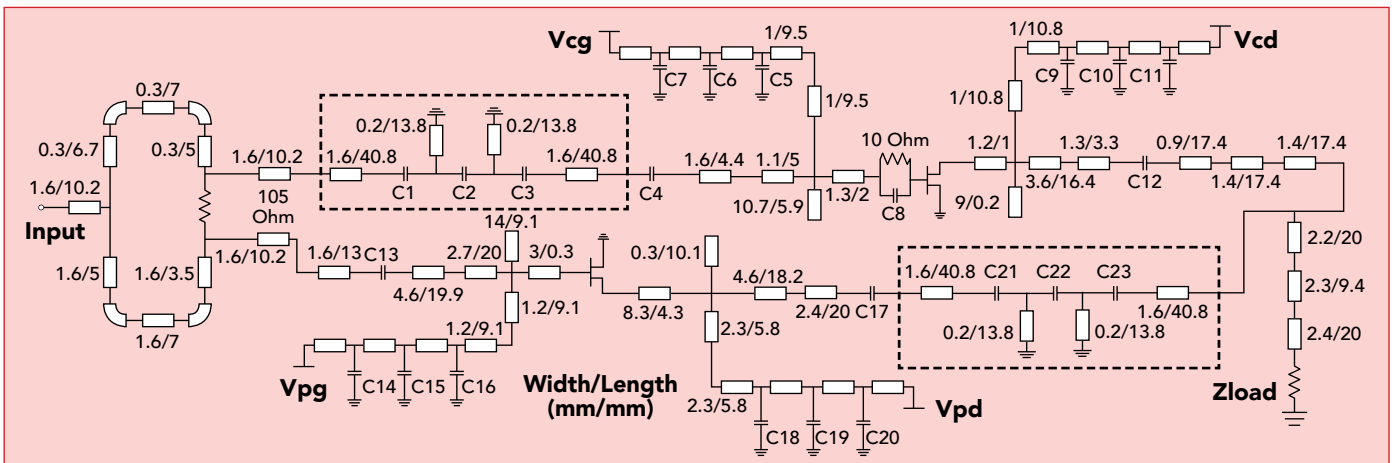 Vcg
1/9.5
C7
C6
C5
1/9.5
1/10.8
Vcd
C9
C10
C11
1/10.8
0.3/7
0.3/6.7
0.3/5
1.6/10.2
1.6/10.2
Input
105
Ohm
1.6/5
1.6/3.5
1.6/7
1.6/10.2
0.2/13.8
0.2/13.8
1.6/40.8
C1
C2
C3
1.6/40.8
C4
1.6/4.4
1.1/5
10.7/5.9
1.3/2
10 Ohm
C8
1.2/1
9/0.2
3.6/16.4
1.3/3.3
C12
0.9/17.4
1.4/17.4
1.4/17.4
1.6/13
C13
4.6/19.9
2.7/20
14/9.1
3/0.3
1.2/9.1
1.2/9.1
Vpg
C14
C15
C16
Width/Length
(mm/mm)
8.3/4.3
0.3/10.1
4.6/18.2
2.4/20
C17
2.3/5.8
2.3/5.8
C18
C19
C20
Vpd
1.6/40.8
C21
C22
C23
0.2/13.8
0.2/13.8
1.6/40.8
2.2/20
2.3/9.4
2.4/20
Zload